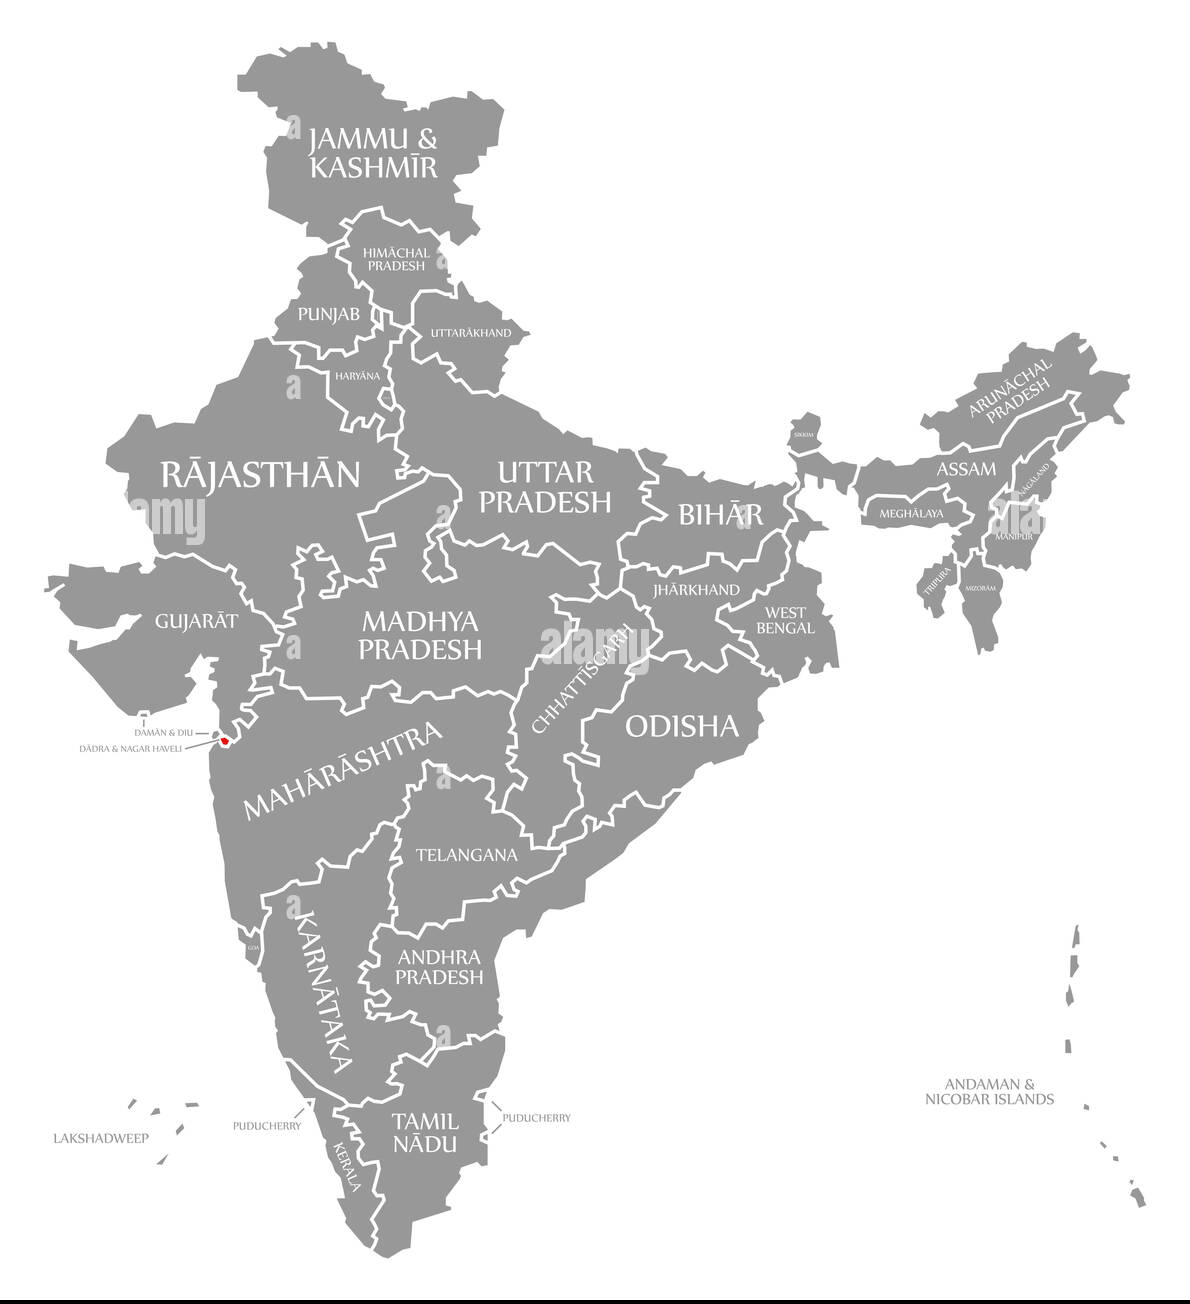 JAMMU &
KASHMĪR
HIMĀCHAL
PRADESH
PUNJAB
UTTARĀKHAND
HARYĀNA
ARUNĀCHAL
PRADESH
SIKKIM
RĀJASTHĀN
UTTAR
PRADESH
BIHĀR
ASSAM
NĀGĀLAND
MEGHĀLAYA
MANIPUR
TRIPURA
MIZORĀM
GUJARĀT
MADHYA
PRADESH
JHĀRKHAND
WEST
BENGAL
CHHATTĪSGARH
ODISHA
DAMĀN & DIU
DĀDRA & NAGAR HAVELI
MAHĀRĀSHTRA
TELANGANA
GOA
KARNĀTAKA
ANDHRA
PRADESH
ANDAMAN &
NICOBAR ISLANDS
LAKSHADWEEP
PUDUCHERRY
PUDUCHERRY
TAMIL
NĀDU
KERALA
alamy
alamy
a
a
a
a
a
a
a
a
a